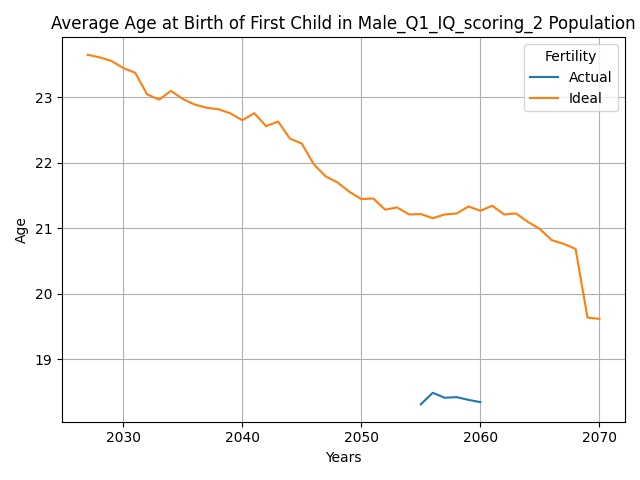 Average Age at Birth of First Child in Male_Q1_IQ_scoring_2 Population
Fertility
Actual
Ideal
Age
23
22
21
20
19
2030 2040 2050 2060 2070
Years